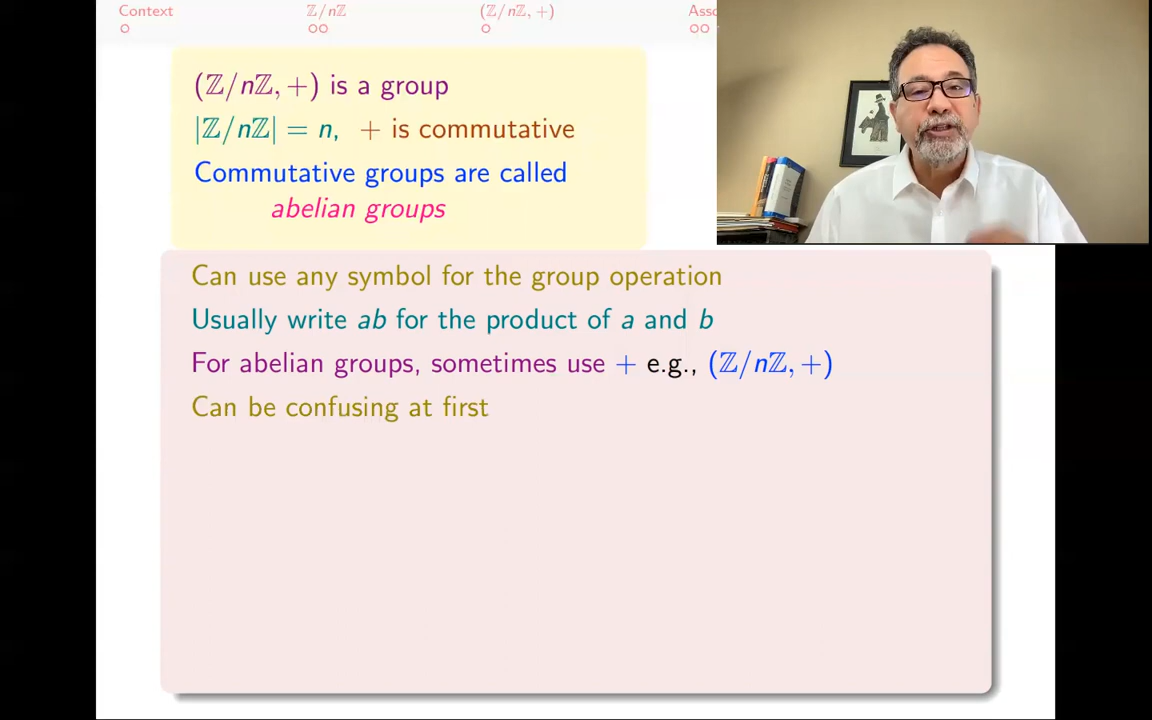 Context
ℤ/nℤ
(ℤ/nℤ, +)
(ℤ/nℤ, +) is a group
|ℤ/nℤ| = n, + is commutative
Commutative groups are called
abelian groups
Can use any symbol for the group operation
Usually write ab for the product of a and b
For abelian groups, sometimes use + e.g., (ℤ/nℤ, +)
Can be confusing at first